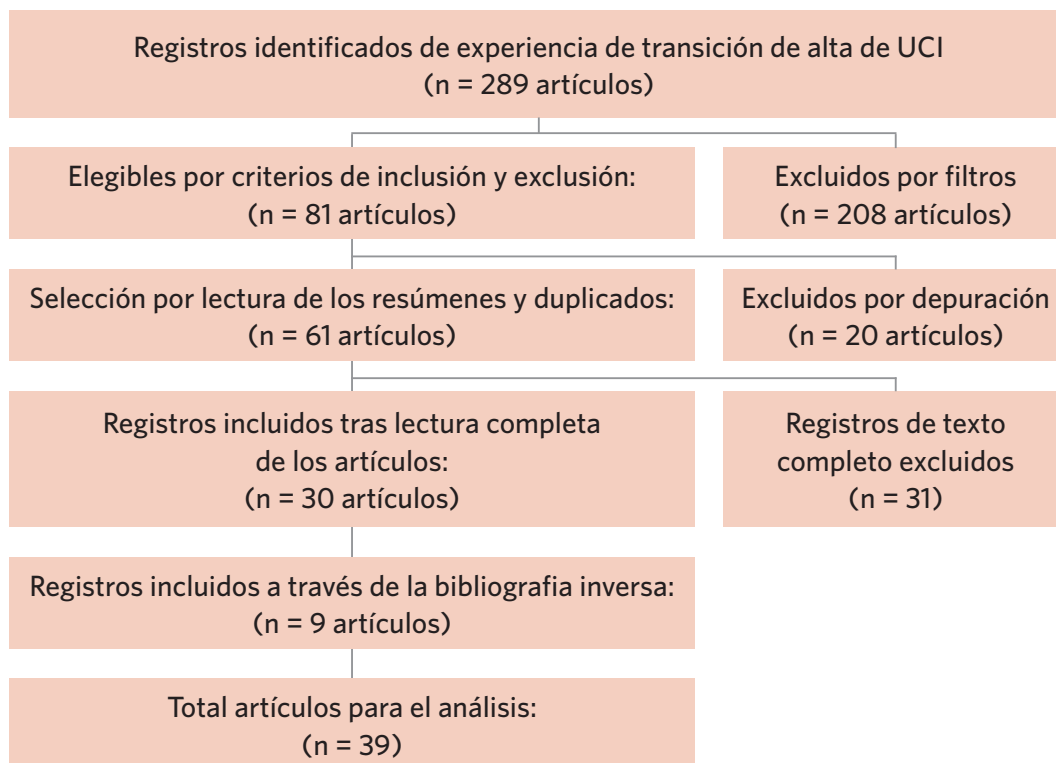 Registros identificados de experiencia de transición de alta de UCI
(n = 289 artículos)
Elegibles por criterios de inclusión y exclusión:
(n = 81 artículos)
Excluidos por filtros
(n = 208 artículos)
Selección por lectura de los resúmenes y duplicados:
(n = 61 artículos)
Excluidos por depuración
(n = 20 artículos)
Registros incluidos tras lectura completa
de los artículos:
(n = 30 artículos)
Registros de texto
completo excluidos
(n = 31)
Registros incluidos a través de la bibliografia inversa:
(n = 9 artículos)
Total artículos para el análisis:
(n = 39)